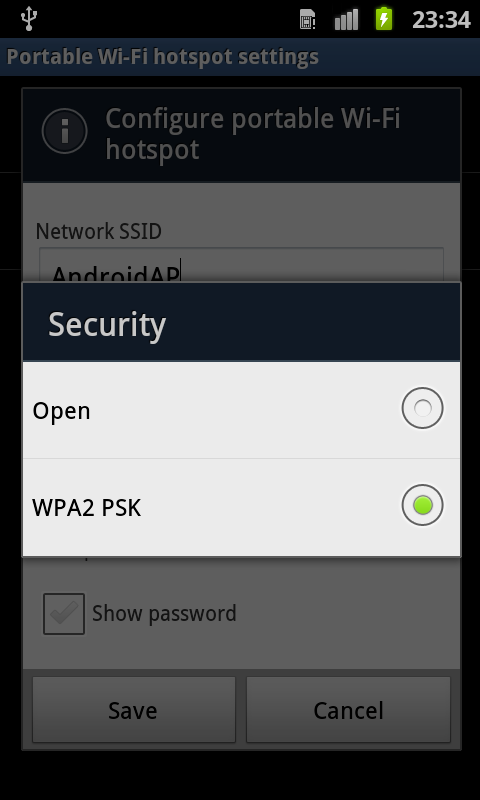 23:34
Portable Wi-Fi hotspot settings
Configure portable Wi-Fi
hotspot
Network SSID
AndroidAP
Security
Open
WPA2 PSK
Show password
Save
Cancel